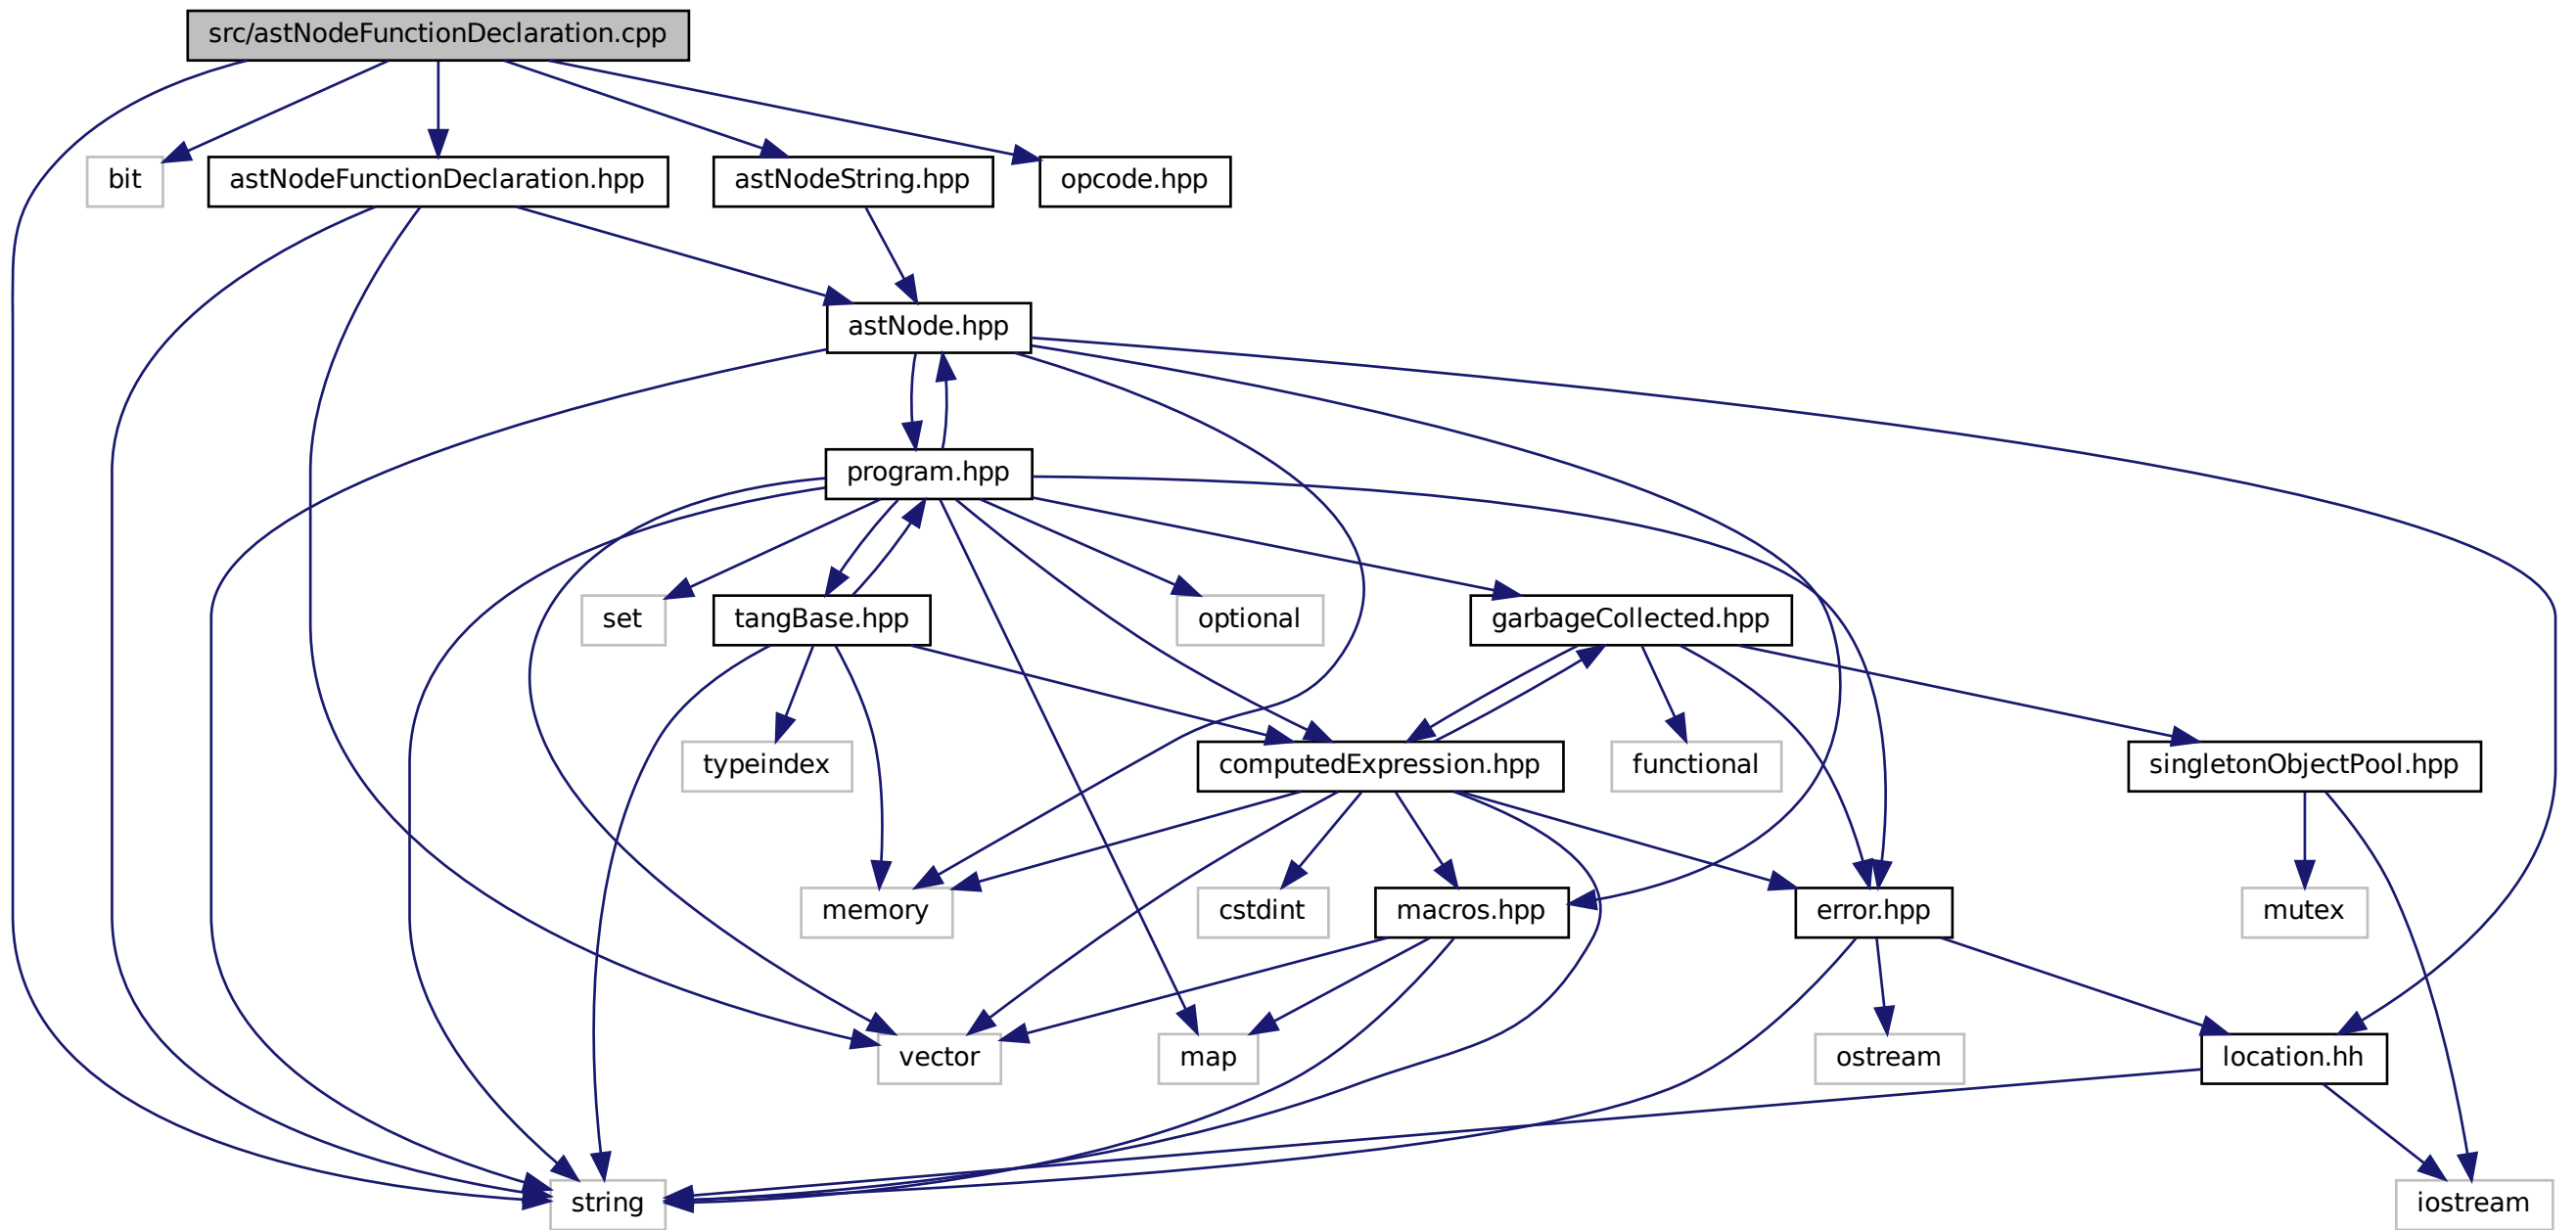 src/astNodeFunctionDeclaration.cpp
bit
astNodeFunctionDeclaration.hpp
astNodeString.hpp
opcode.hpp
astNode.hpp
program.hpp
set
tangBase.hpp
optional
garbageCollected.hpp
typeindex
computedExpression.hpp
functional
singletonObjectPool.hpp
memory
cstdint
macros.hpp
error.hpp
mutex
vector
map
ostream
location.hh
string
iostream